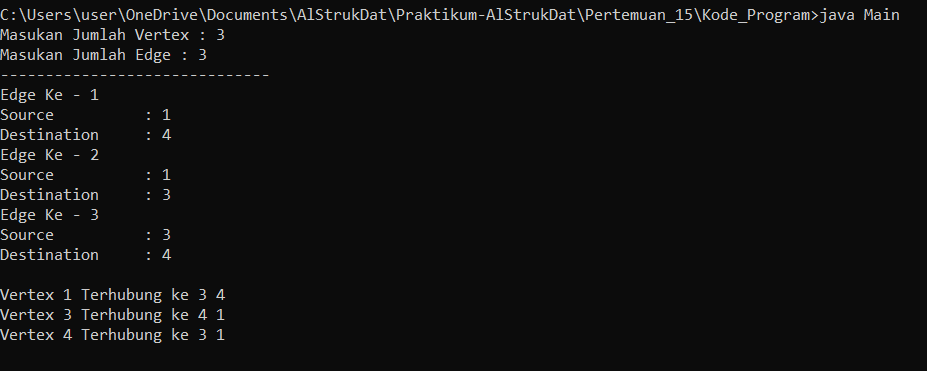 C:\Users\user\OneDrive\Documents\AlStrukDat\Praktikum-AlStrukDat\Pertemuan_15\Kode_Program>java Main
Masukan Jumlah Vertex : 3
Masukan Jumlah Edge : 3
------------------------------
Edge Ke - 1
Source          : 1
Destination     : 4
Edge Ke - 2
Source          : 1
Destination     : 3
Edge Ke - 3
Source          : 3
Destination     : 4
Vertex 1 Terhubung ke 3 4
Vertex 3 Terhubung ke 4 1
Vertex 4 Terhubung ke 3 1